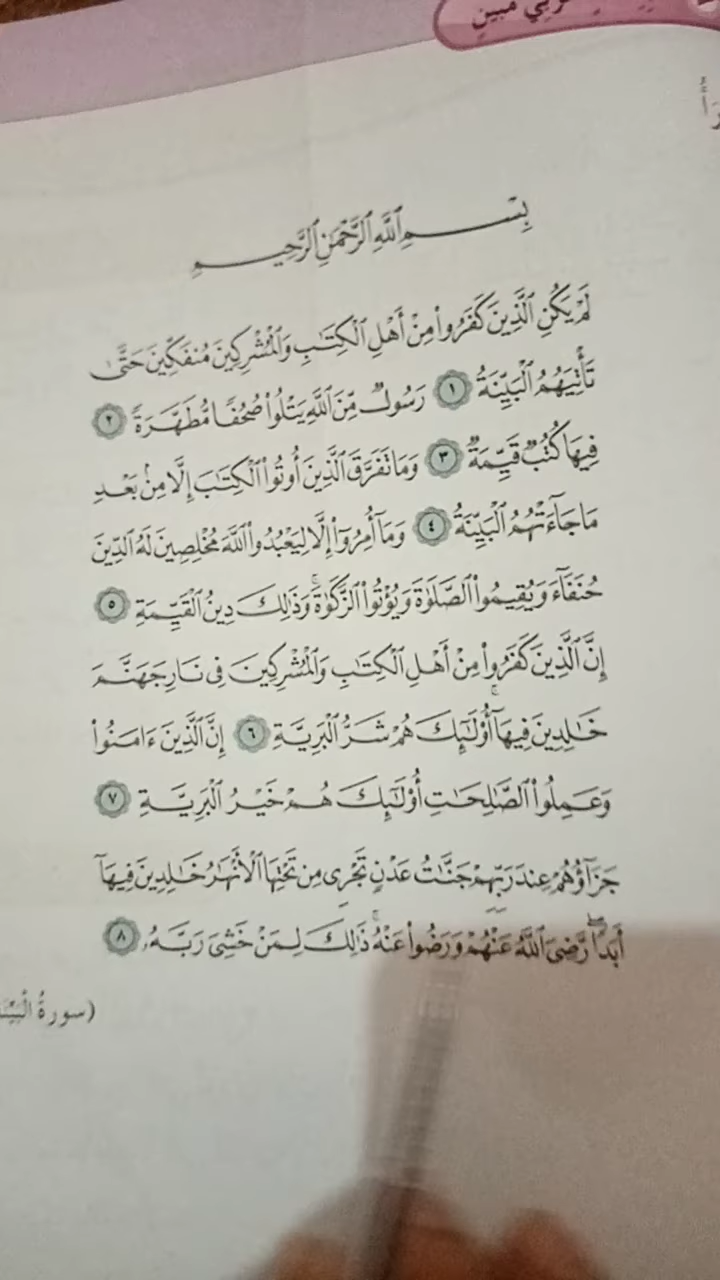 مُبِينٍ
بِسْمِ ٱللَّهِ ٱلرَّحْمَٰنِ ٱلرَّحِيمِ
لَمْ يَكُنِ ٱلَّذِينَ كَفَرُوا۟ مِنْ أَهْلِ ٱلْكِتَٰبِ وَٱلْمُشْرِكِينَ مُنفَكِّينَ حَتَّىٰ
تَأْتِيَهُمُ ٱلْبَيِّنَةُ ١ رَسُولٌ مِّنَ ٱللَّهِ يَتْلُوا۟ صُحُفًا مُّطَهَّرَةً ٢
فِيهَا كُتُبٌ قَيِّمَةٌ ٣ وَمَا تَفَرَّقَ ٱلَّذِينَ أُوتُوا۟ ٱلْكِتَٰبَ إِلَّا مِنۢ بَعْدِ
مَا جَآءَتْهُمُ ٱلْبَيِّنَةُ ٤ وَمَآ أُمِرُوٓا۟ إِلَّا لِيَعْبُدُوا۟ ٱللَّهَ مُخْلِصِينَ لَهُ ٱلدِّينَ
حُنَفَآءَ وَيُقِيمُوا۟ ٱلصَّلَوٰةَ وَيُؤْتُوا۟ ٱلزَّكَوٰةَ ۚ وَذَٰلِكَ دِينُ ٱلْقَيِّمَةِ ٥
إِنَّ ٱلَّذِينَ كَفَرُوا۟ مِنْ أَهْلِ ٱلْكِتَٰبِ وَٱلْمُشْرِكِينَ فِى نَارِ جَهَنَّمَ
خَٰلِدِينَ فِيهَآ ۚ أُو۟لَٰٓئِكَ هُمْ شَرُّ ٱلْبَرِيَّةِ ٦ إِنَّ ٱلَّذِينَ ءَامَنُوا۟
وَعَمِلُوا۟ ٱلصَّٰلِحَٰتِ أُو۟لَٰٓئِكَ هُمْ خَيْرُ ٱلْبَرِيَّةِ ٧
جَزَآؤُهُمْ عِندَ رَبِّهِمْ جَنَّٰتُ عَدْنٍ تَجْرِى مِن تَحْتِهَا ٱلْأَنْهَٰرُ خَٰلِدِينَ فِيهَآ
أَبَدًا ۖ رَّضِىَ ٱللَّهُ عَنْهُمْ وَرَضُوا۟ عَنْهُ ۚ ذَٰلِكَ لِمَنْ خَشِىَ رَبَّهُۥ ٨
(سورةُ